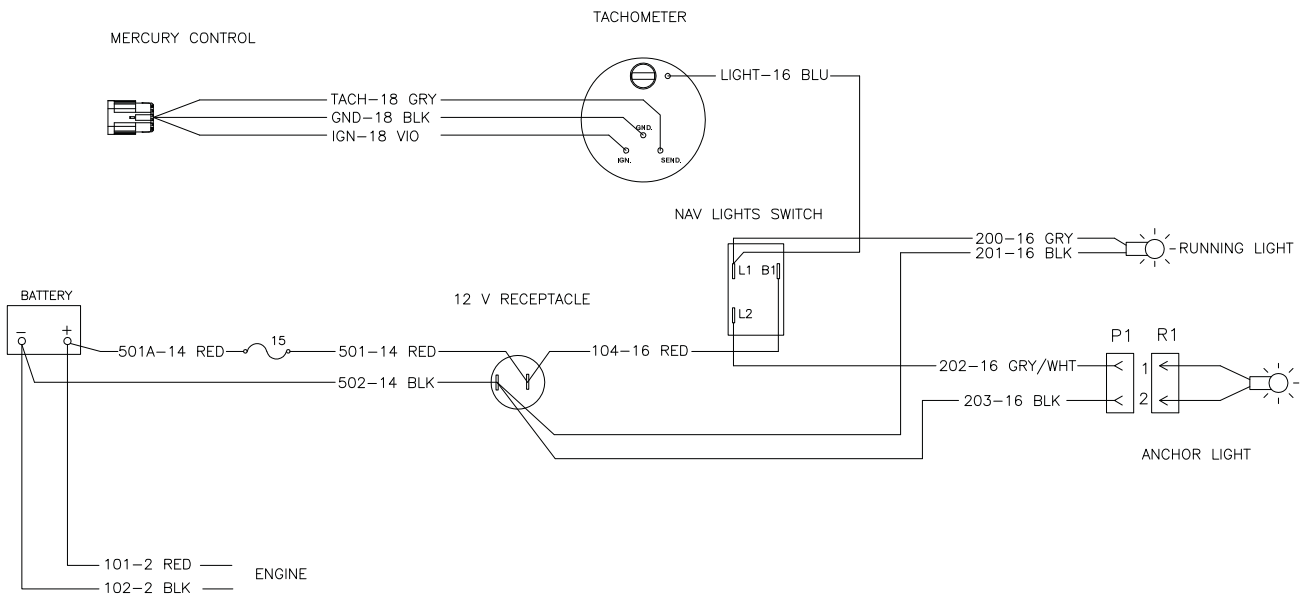 TACHOMETER
MERCURY CONTROL
LIGHT-16 BLU
TACH-18 GRY
GND-18 BLK
IGN-18 VIO
GND.
IGN.
SEND.
NAV LIGHTS SWITCH
200-16 GRY
201-16 BLK
RUNNING LIGHT
L1 B1
L2
BATTERY
12 V RECEPTACLE
- +
501A-14 RED
15
501-14 RED
104-16 RED
502-14 BLK
P1 R1
202-16 GRY/WHT
1
203-16 BLK
2
ANCHOR LIGHT
101-2 RED
102-2 BLK
ENGINE